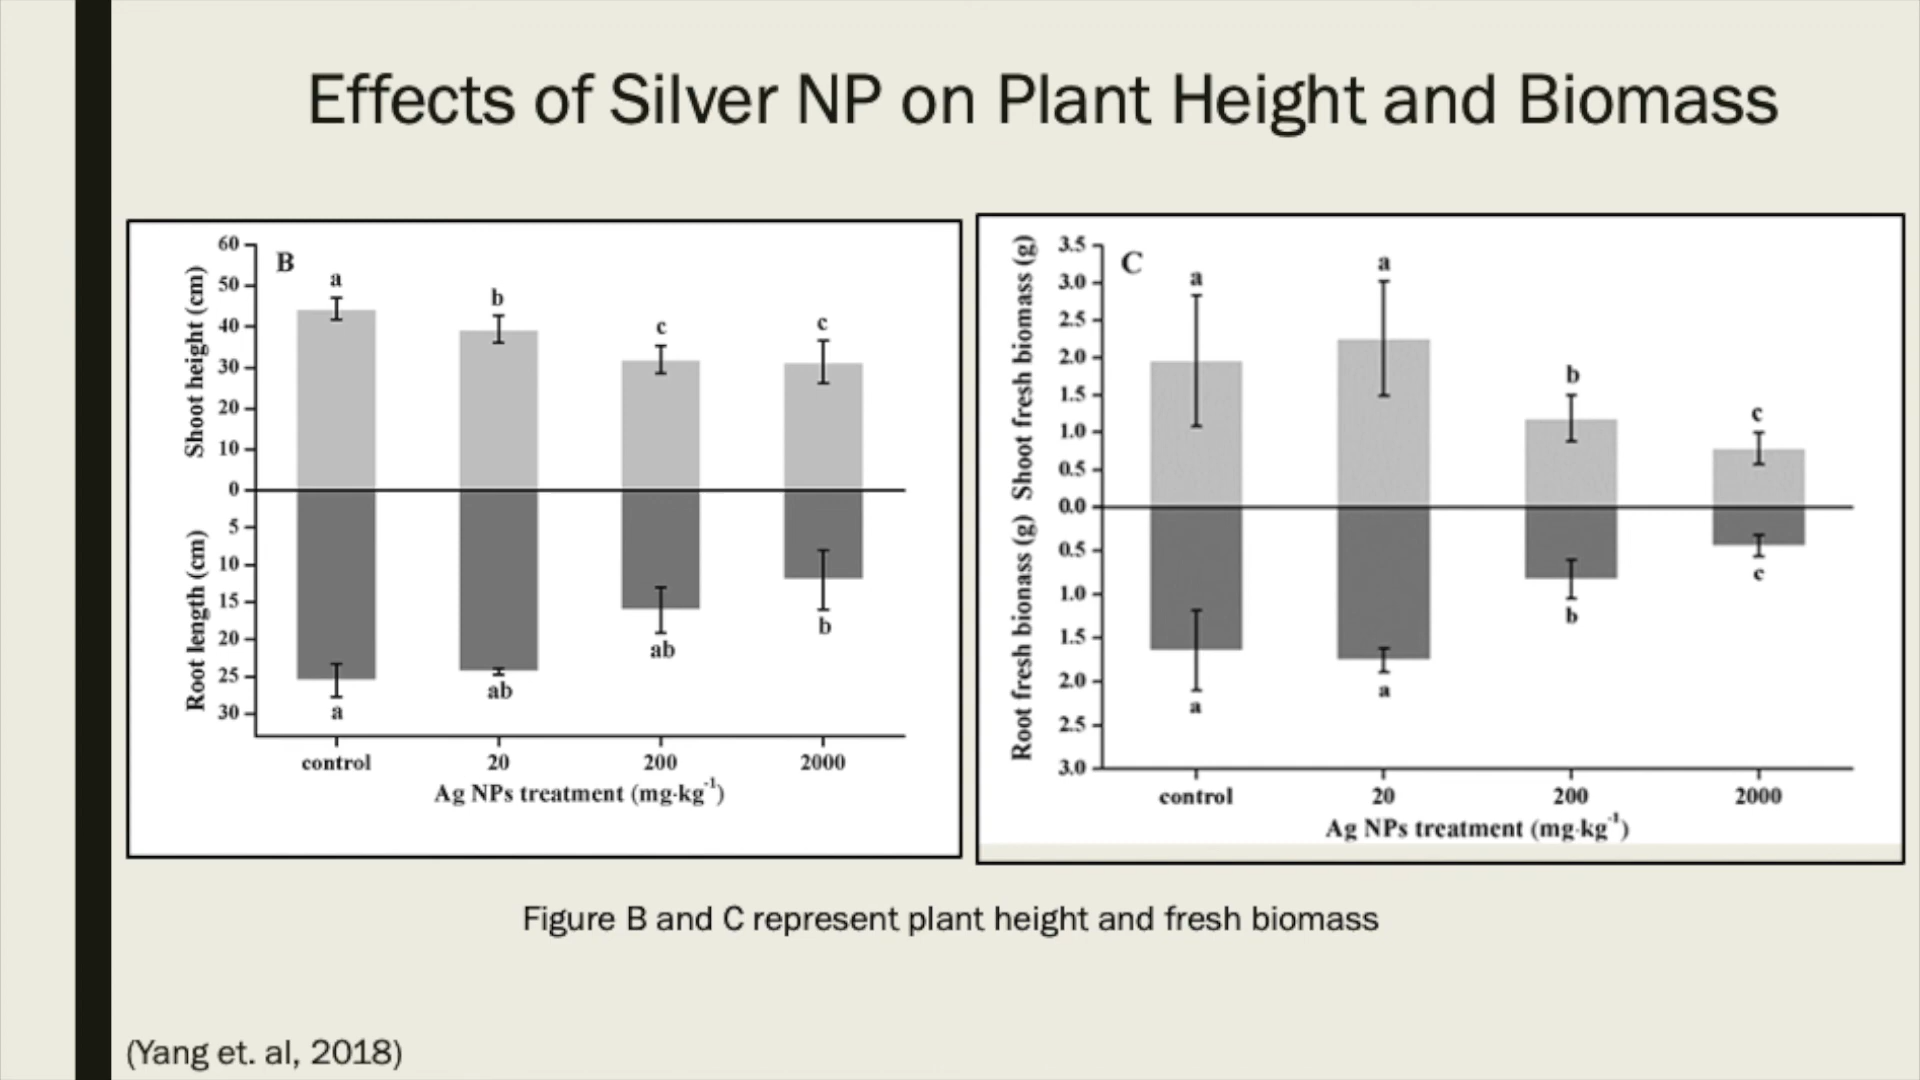 Effects of Silver NP on Plant Height and Biomass
B
Shoot height (cm)
60
50
40
30
20
10
0
Root length (cm)
5
10
15
20
25
30
a
b
c
c
a
ab
ab
b
control 20 200 2000
Ag NPs treatment (mg·kg⁻¹)
C
Shoot fresh biomass (g)
3.5
3.0
2.5
2.0
1.5
1.0
0.5
0.0
Root fresh bionass (g)
0.5
1.0
1.5
2.0
2.5
3.0
a
a
b
c
a
a
b
c
control 20 200 2000
Ag NPs treatment (mg·kg⁻¹)
Figure B and C represent plant height and fresh biomass
(Yang et. al, 2018)